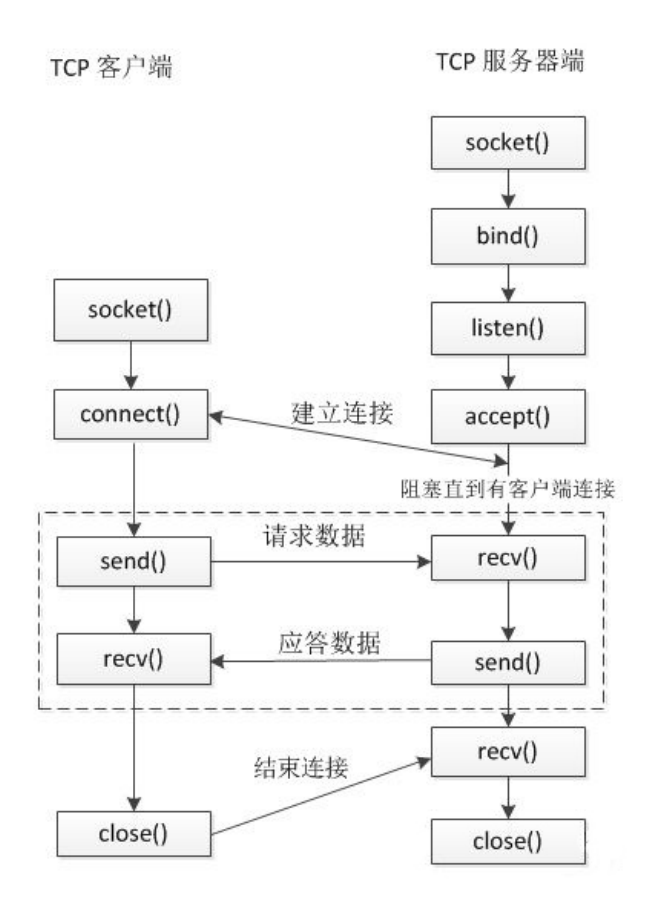 TCP 客户端
TCP 服务器端
socket()
bind()
socket()
listen()
connect()
建立连接
accept()
阻塞直到有客户端连接
send()
请求数据
recv()
recv()
应答数据
send()
结束连接
recv()
close()
close()